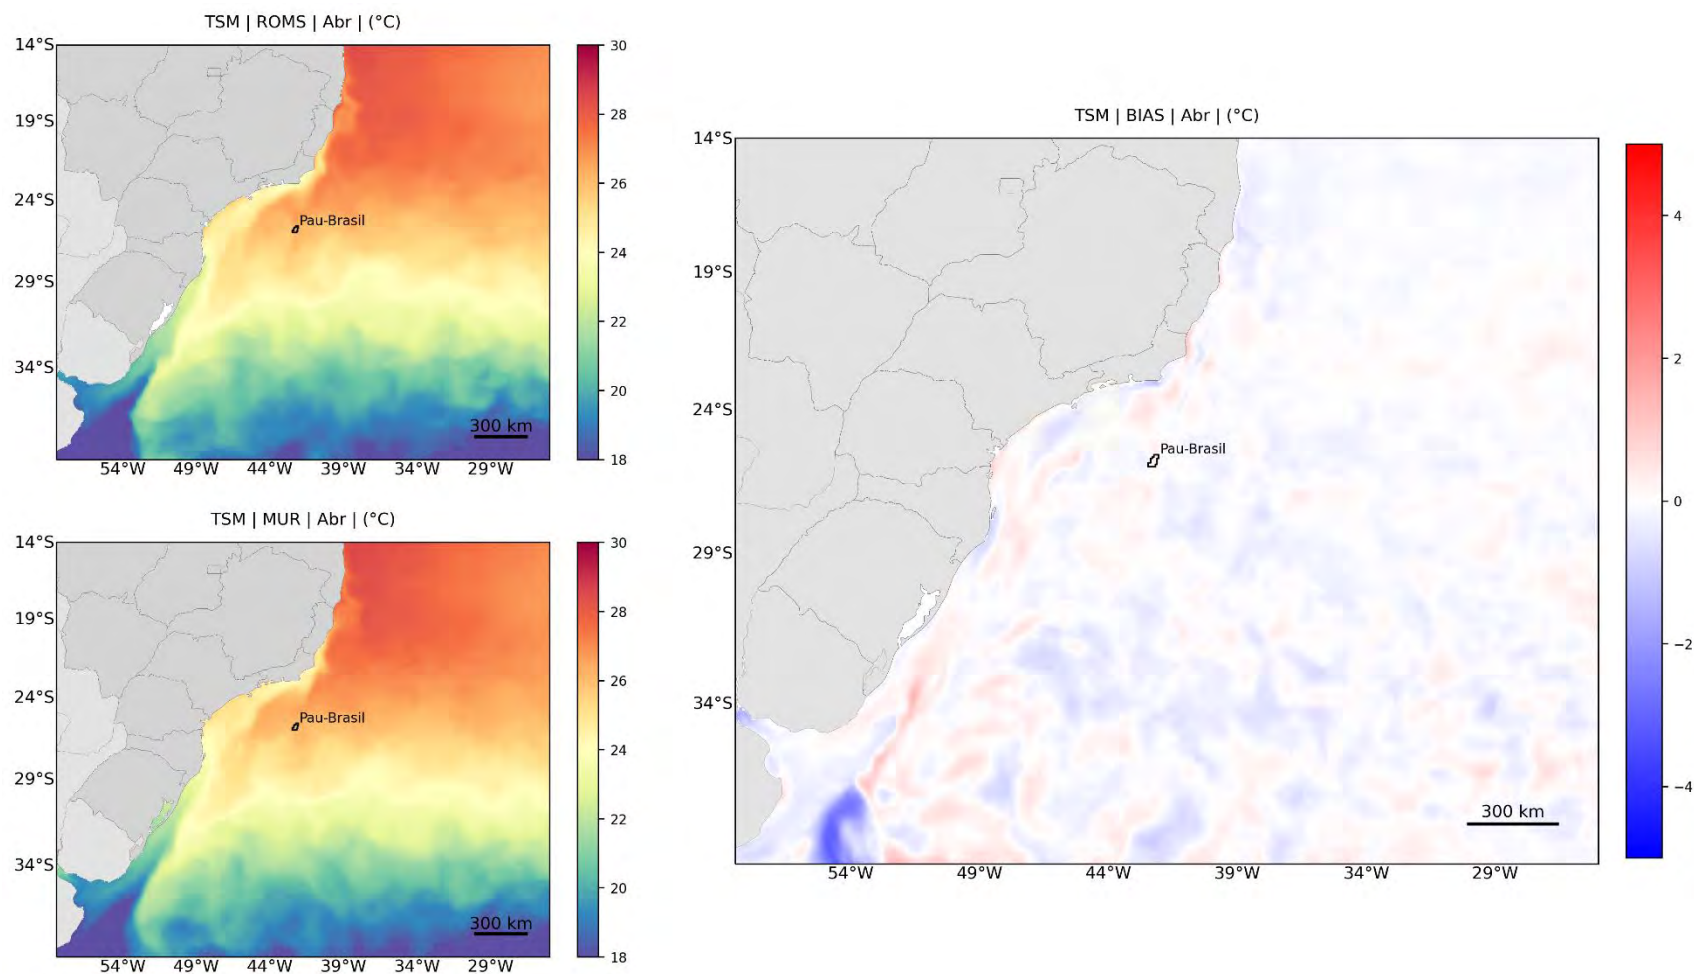 TSM | ROMS | Abr | (°C)
14°S
19°S
24°S
29°S
34°S
Pau-Brasil
300 km
54°W 49°W 44°W 39°W 34°W 29°W
30
28
26
24
22
20
18
TSM | MUR | Abr | (°C)
14°S
19°S
24°S
29°S
34°S
Pau-Brasil
300 km
54°W 49°W 44°W 39°W 34°W 29°W
30
28
26
24
22
20
18
TSM | BIAS | Abr | (°C)
14°S
19°S
24°S
29°S
34°S
Pau-Brasil
300 km
54°W 49°W 44°W 39°W 34°W 29°W
4
2
0
−2
−4